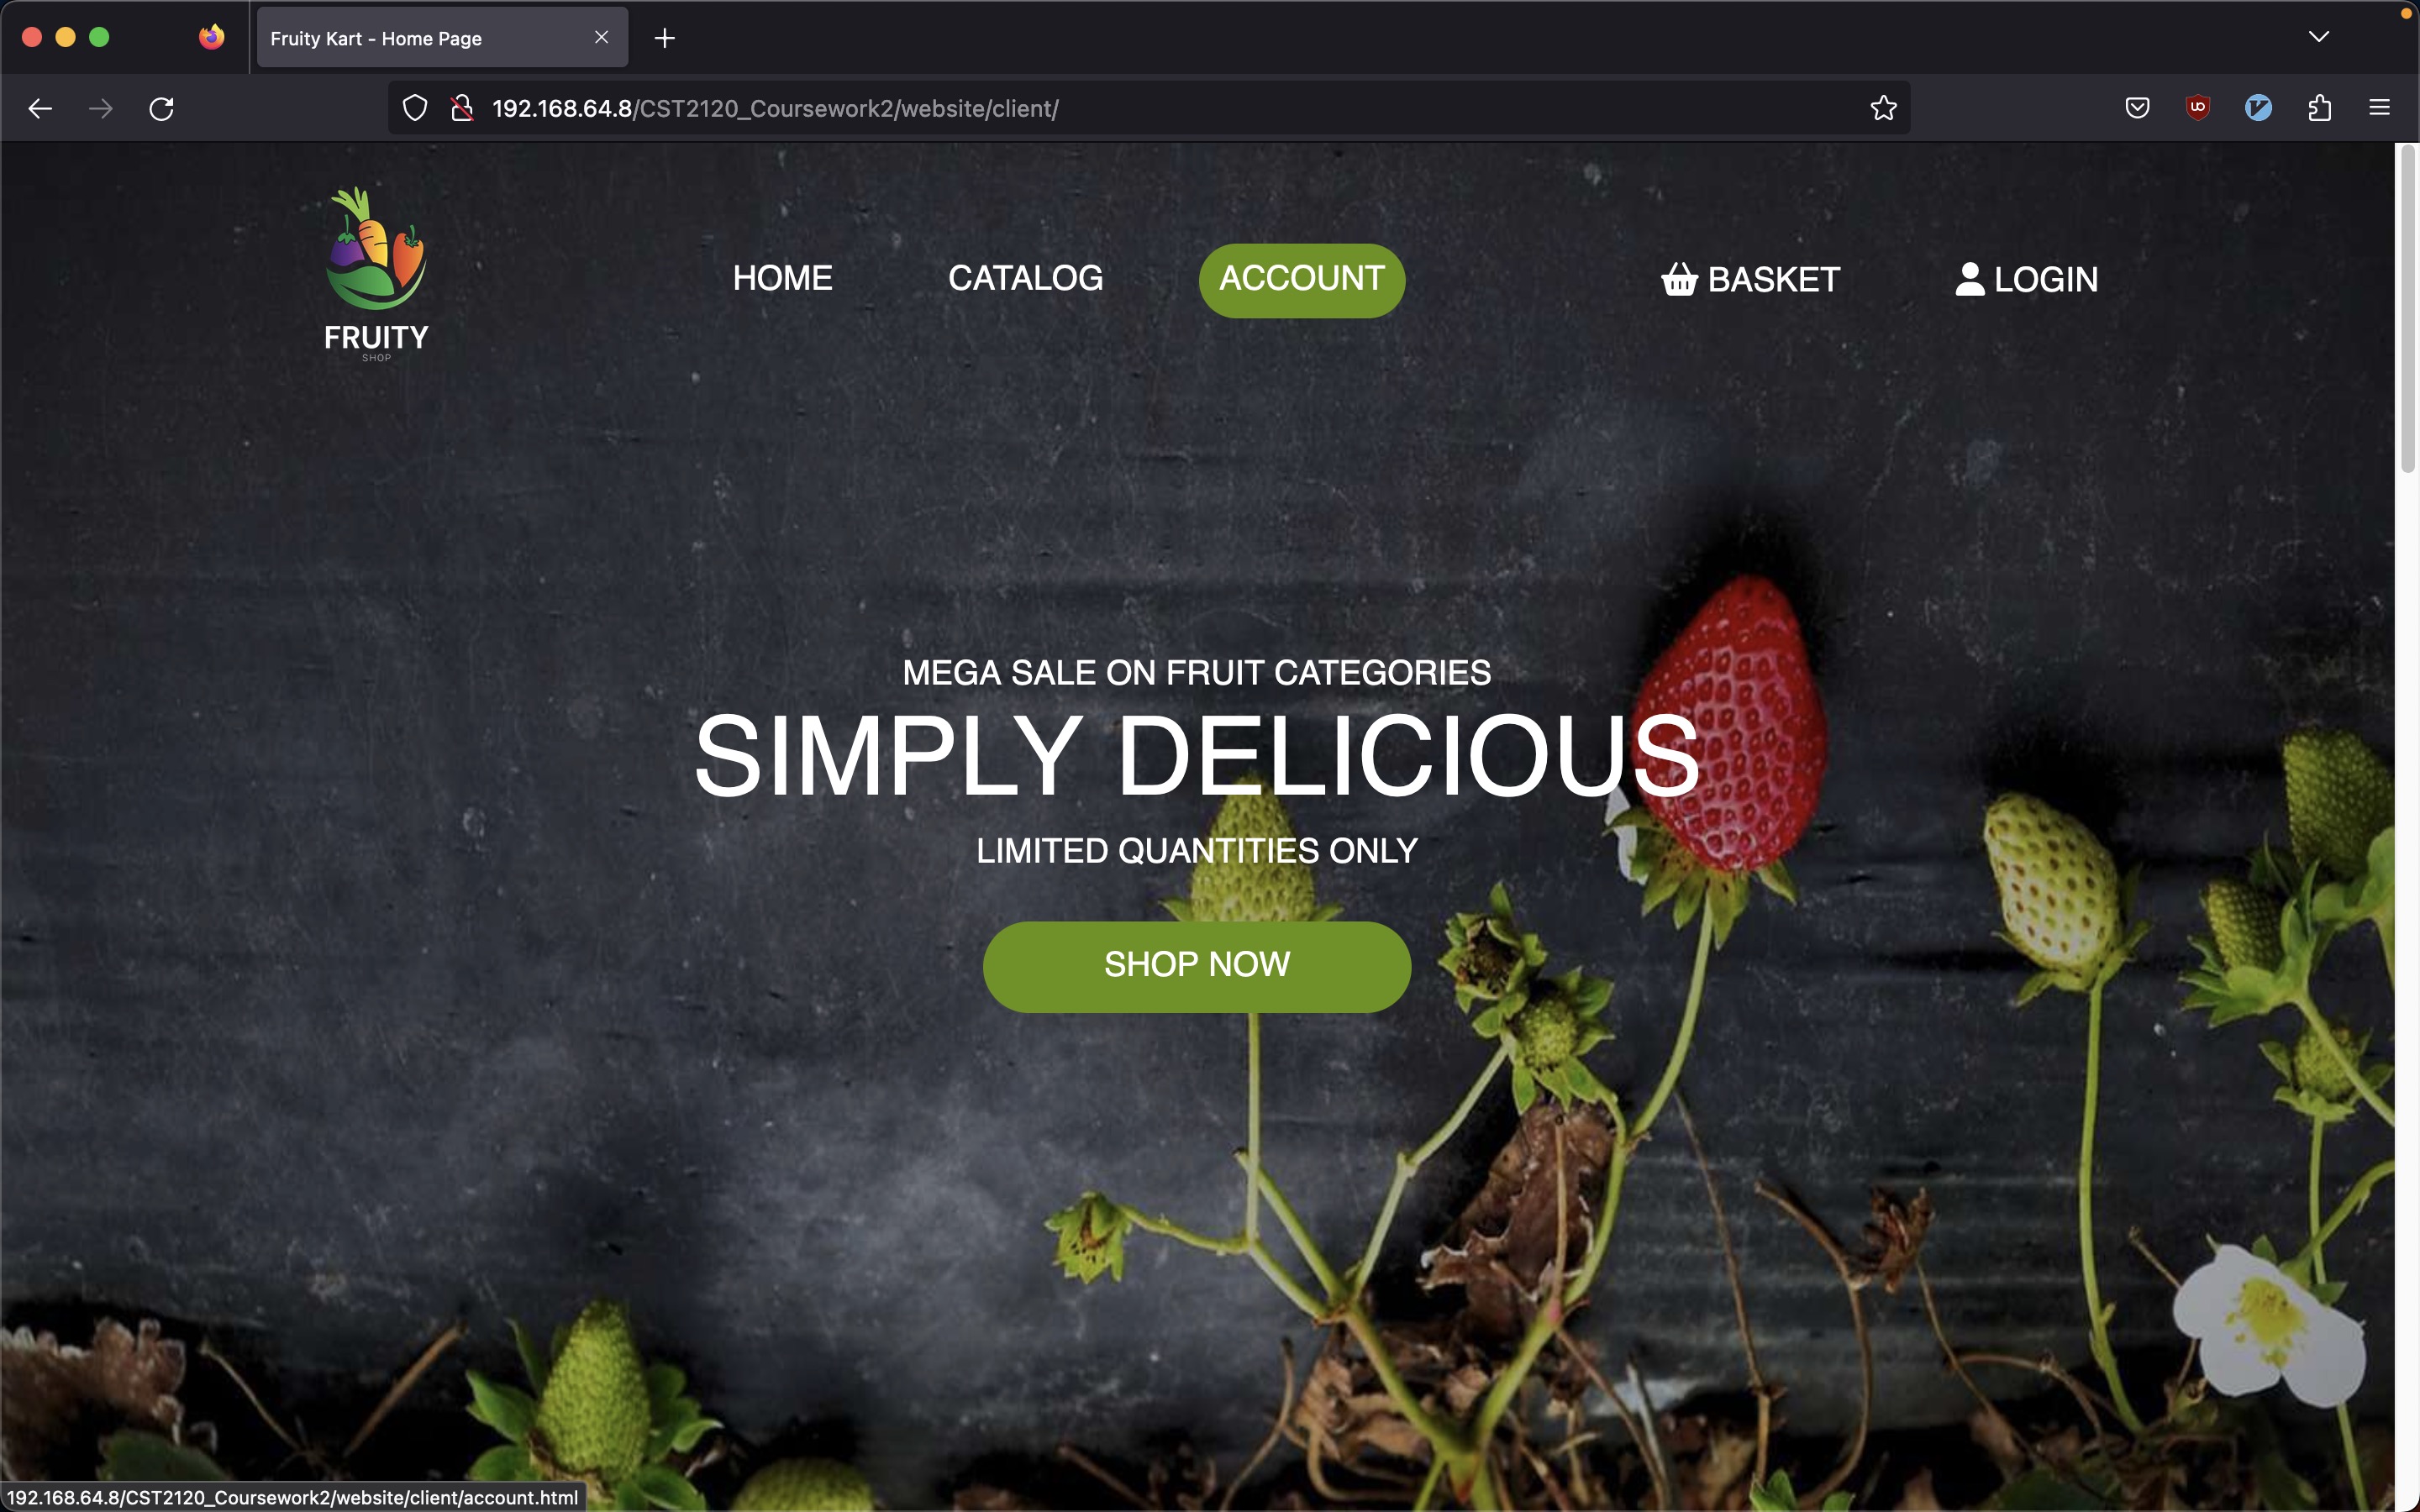 Fruity Kart - Home Page
192.168.64.8/CST2120_Coursework2/website/client/
FRUITY
SHOP
HOME
CATALOG
ACCOUNT
BASKET
LOGIN
MEGA SALE ON FRUIT CATEGORIES
SIMPLY DELICIOUS
LIMITED QUANTITIES ONLY
SHOP NOW
192.168.64.8/CST2120_Coursework2/website/client/account.html